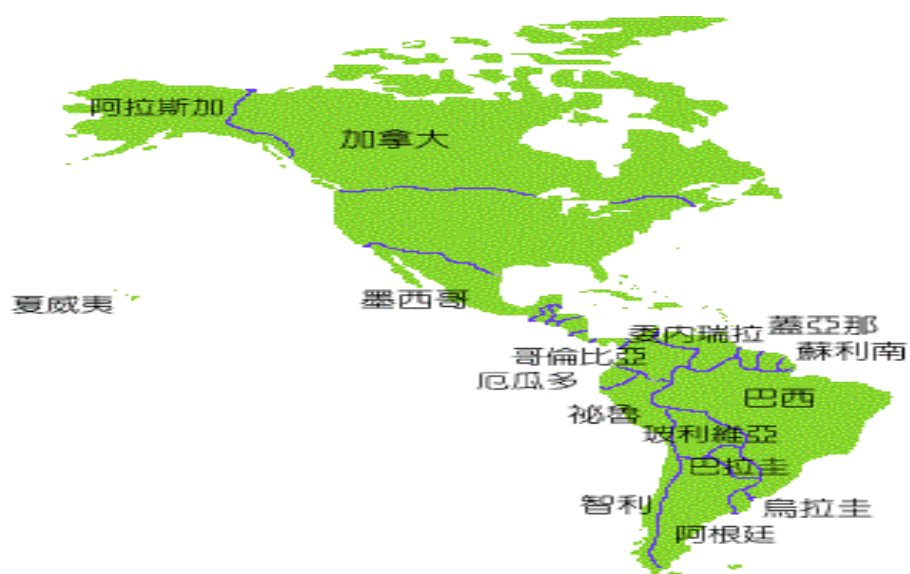 阿拉斯加
加拿大
夏威夷
墨西哥
委內瑞拉
蓋亞那
哥倫比亞
蘇利南
厄瓜多
巴西
祕魯
玻利維亞
巴拉圭
智利
烏拉圭
阿根廷